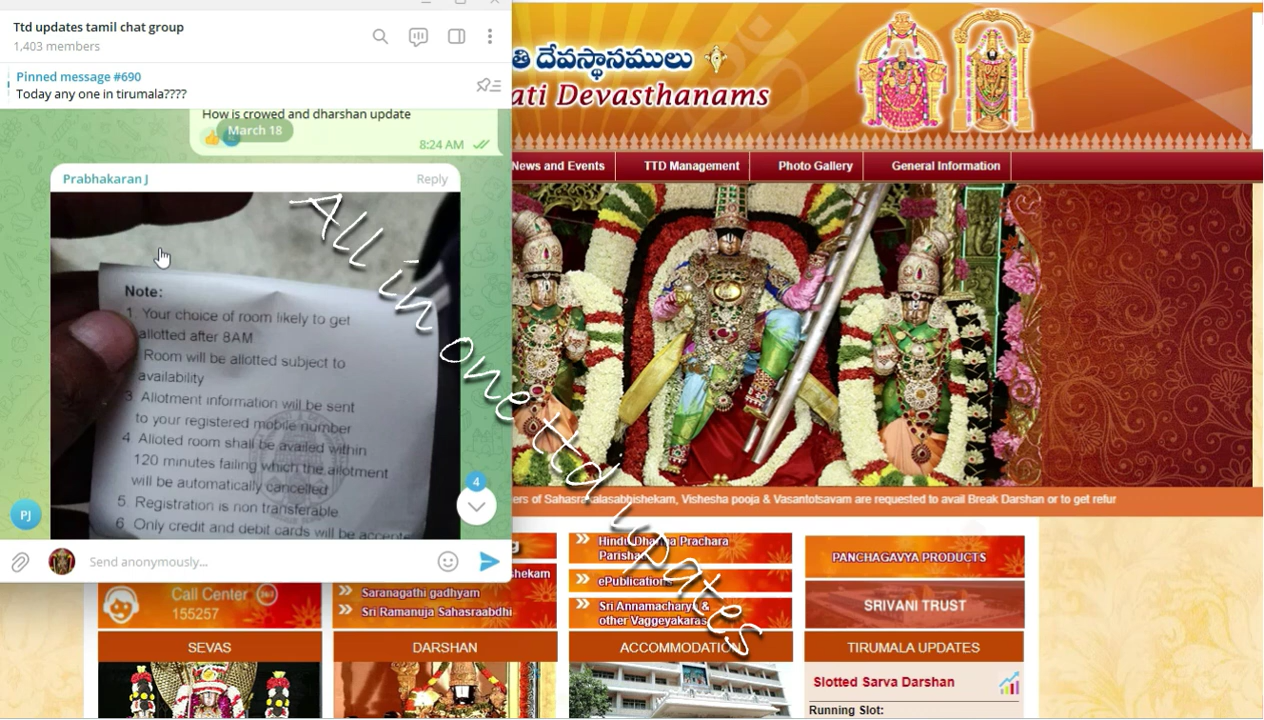 Ttd updates tamil chat group
1,403 members
Pinned message #690
Today any one in tirumala????
How is crowed and dharshan update
March 18
8:24 AM
Prabhakaran J
Reply
Note:
1. Your choice of room likely to get
allotted after 8AM
Room will be allotted subject to
availability
3 Allotment information will be sent
to your registered mobile number
4 Alloted room shall be availed within
120 minutes failing which the allotment
will be automatically cancelled
5. Registration is non transferable
6 Only credit and debit cards will be accepte
4
PJ
Send anonymously...
తి దేవస్థానములు
ati Devasthanams
News and Events
TTD Management
Photo Gallery
General Information
ers of Sahasrakalasabhishekam, Vishesha pooja & Vasantotsavam are requested to avail Break Darshan or to get refur
All in one ttd updates
Call Center 24x7
155257
shekam
Saranagathi gadhyam
Sri Ramanuja Sahasraabdhi
Hindu Dharma Prachara
Parishad
ePublications
Sri Annamacharya &
other Vaggeyakaras
PANCHAGAVYA PRODUCTS
SRIVANI TRUST
SEVAS
DARSHAN
ACCOMMODATION
TIRUMALA UPDATES
Slotted Sarva Darshan
Running Slot: